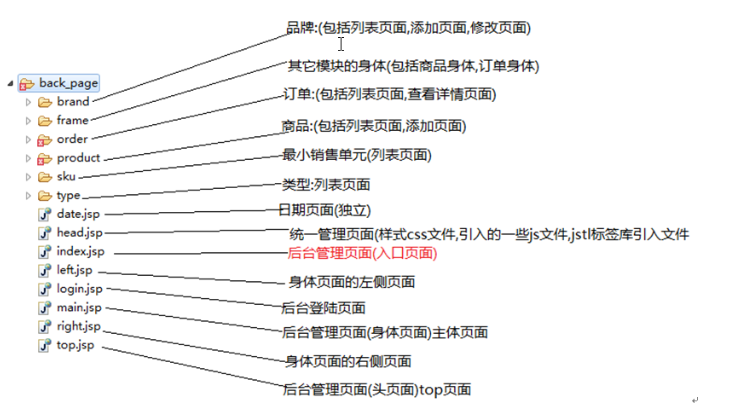 品牌:(包括列表页面,添加页面,修改页面)
back_page
其它模块的身体(包括商品身体,订单身体)
brand
订单:(包括列表页面,查看详情页面)
frame
商品:(包括列表页面,添加页面)
order
product
最小销售单元(列表页面)
sku
类型:列表页面
type
日期页面(独立)
date.jsp
统一管理页面(样式css文件,引入的一些js文件,jstl标签库引入文件
head.jsp
后台管理页面(入口页面)
index.jsp
left.jsp
身体页面的左侧页面
login.jsp
后台登陆页面
main.jsp
后台管理页面(身体页面)主体页面
right.jsp
身体页面的右侧页面
top.jsp
后台管理页面(头页面)top页面